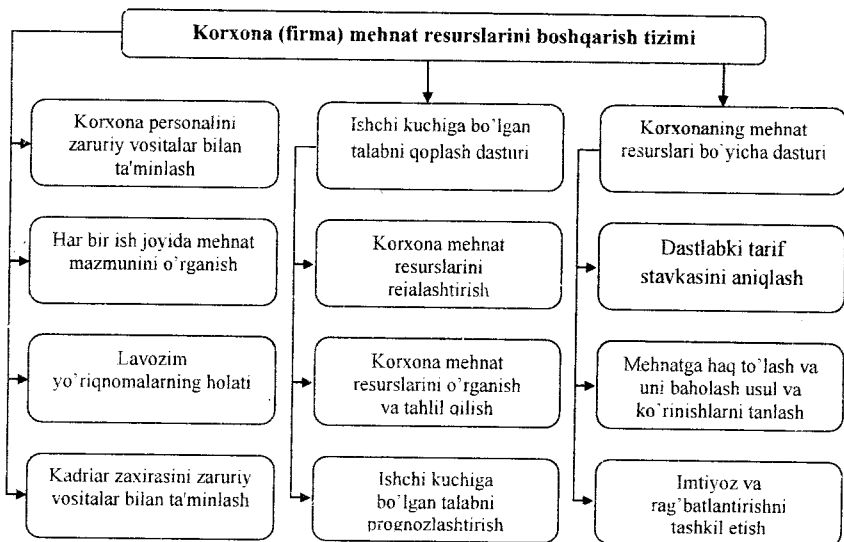 Korxona (firma) mehnat resurslarini boshqarish tizimi
Korxona personalini
zaruriy vositalar bilan
ta'minlash
Har bir ish joyida mehnat
mazmunini o'rganish
Lavozim
yo`riqnomalarning holati
Kadriar zaxirasini zaruriy
vositalar bilan ta'minlash
Ishchi kuchiga bo`lgan
talabni qoplash dasturi
Korxona mehnat
resurslarini
rejalashtirish
Korxona mehnat
resurslarini o`rganish
va tahlil qilish
Ishchi kuchiga
bo`lgan talabni
prognozlashtirish
Korxonaning mehnat
resurslari bo`yicha dasturi
Dastlabki tarif
stavkasini aniqlash
Mehnatga haq to`lash va
uni baholash usul va
ko`rinishlarni tanlash
Imtiyoz va
rag`batlantirishni
tashkil etish